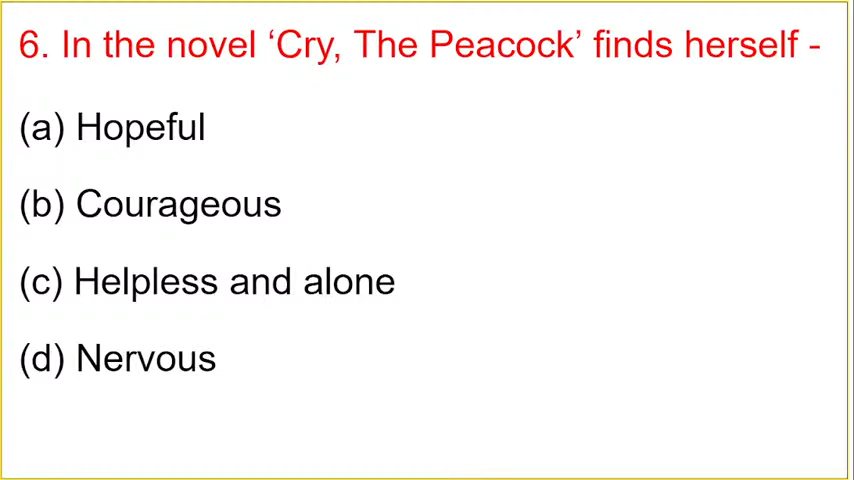 6. In the novel ‘Cry, The Peacock’ finds herself -
(a) Hopeful
(b) Courageous
(c) Helpless and alone
(d) Nervous